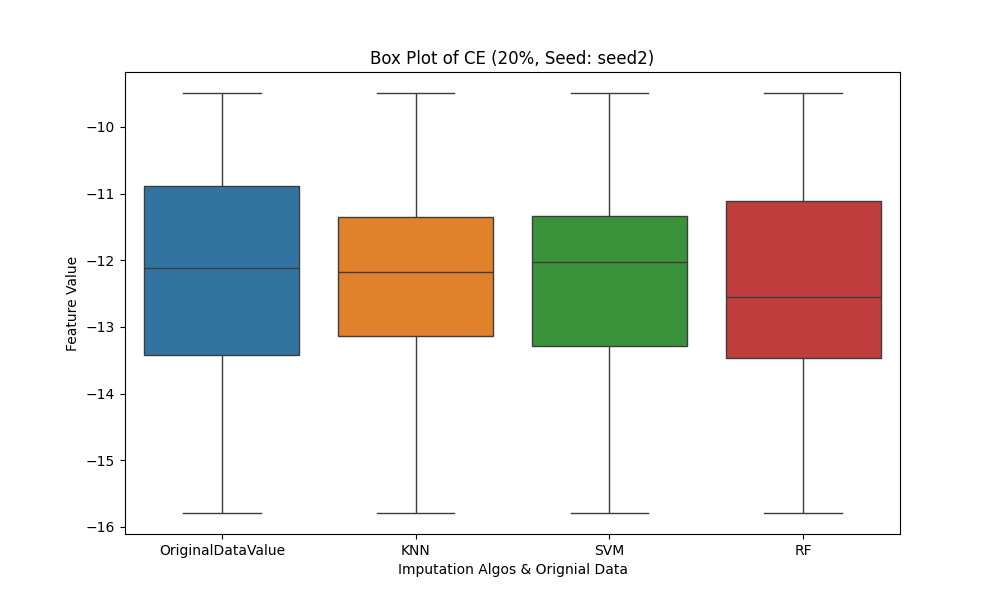 Box Plot of CE (20%, Seed: seed2)
Feature Value
−10
−11
−12
−13
−14
−15
−16
OriginalDataValue
KNN
SVM
RF
Imputation Algos & Orignial Data